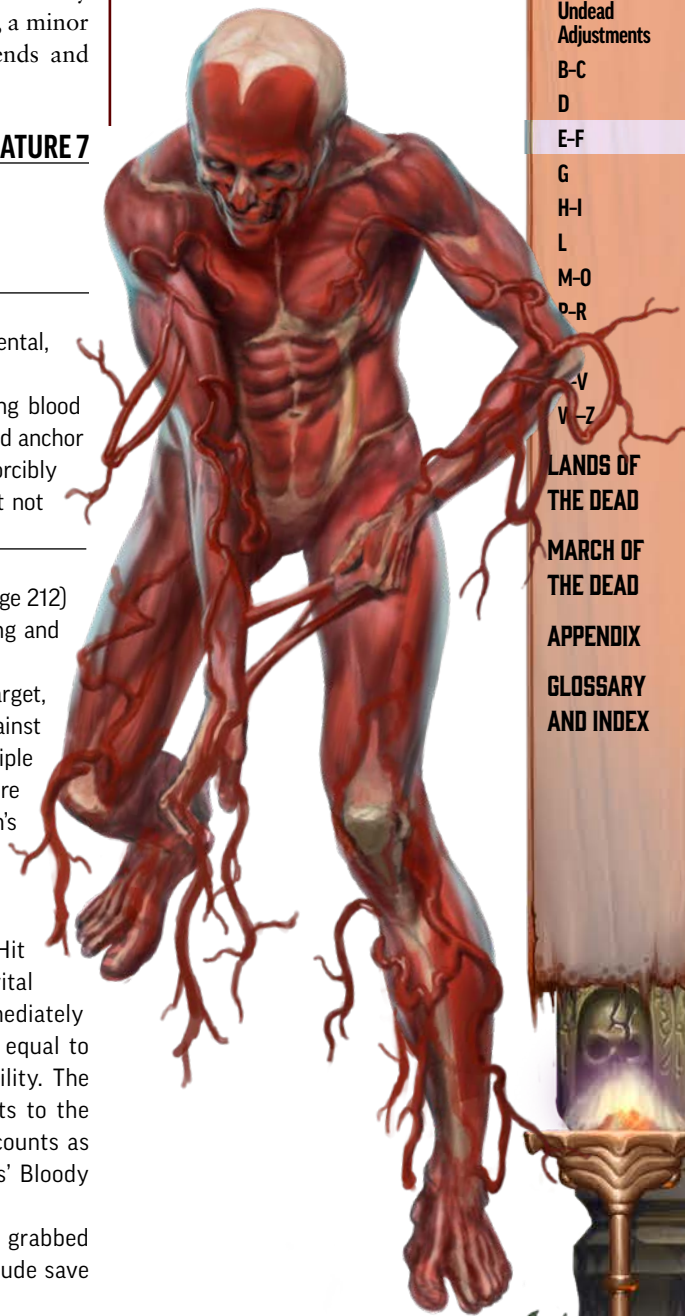 a minor
ends and
ATURE 7
ental,
ng blood
d anchor
orcibly
t not
ge 212)
ng and
arget,
ainst
iple
re
n's
Hit
ital
mediately
equal to
ility. The
ts to the
counts as
s' Bloody
grabbed
ude save
Undead
Adjustments
B–C
D
E–F
G
H–I
L
M–O
P–R
–V
W–Z
LANDS OF
THE DEAD
MARCH OF
THE DEAD
APPENDIX
GLOSSARY
AND INDEX